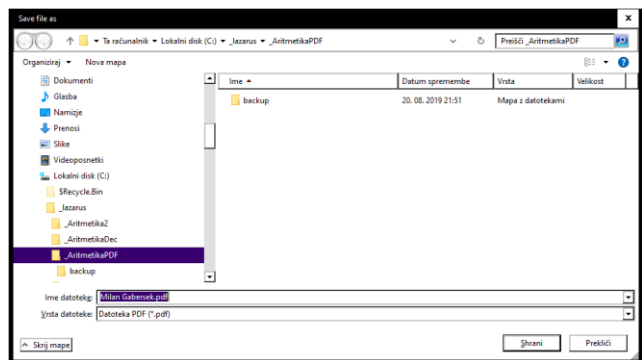 Save file as
x
Ta računalnik Lokalni disk (C:) _lazarus _AritmetikaPDF Preišči _AritmetikaPDF
Organiziraj Nova mapa ?
Dokumenti
Glasba
Namizje
Prenosi
Slike
Videoposnetki
Lokalni disk (C:)
$Recycle.Bin
_lazarus
_Aritmetika2
_AritmetikaDec
_AritmetikaPDF
backup
Ime Datum spremembe Vrsta Velikost
backup 20. 08. 2019 21:51 Mapa z datotekami
Ime datoteke: Milan Gabersek.pdf
Vrsta datoteke: Datoteka PDF (*.pdf)
Skrij mape Shrani Prekliči